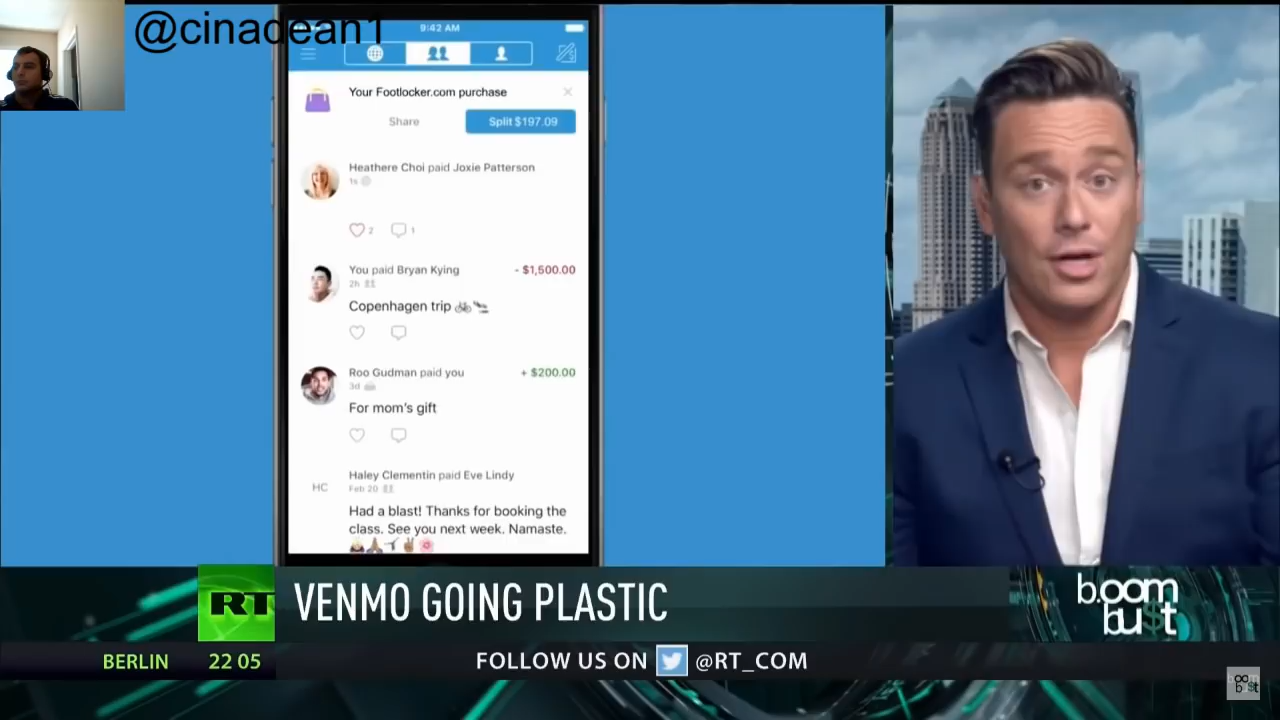 @cinadean1
9:42 AM
Your Footlocker.com purchase
Share
Split $197.09
Heathere Choi paid Joxie Patterson
1s
2
1
You paid Bryan Kying
- $1,500.00
2h
Copenhagen trip
Roo Gudman paid you
+ $200.00
3d
For mom's gift
HC
Haley Clementin paid Eve Lindy
Feb 20
Had a blast! Thanks for booking the
class. See you next week. Namaste.
RT
VENMO GOING PLASTIC
b.oom
bu$t
BERLIN
22 05
FOLLOW US ON
@RT_COM
boom
bu$t